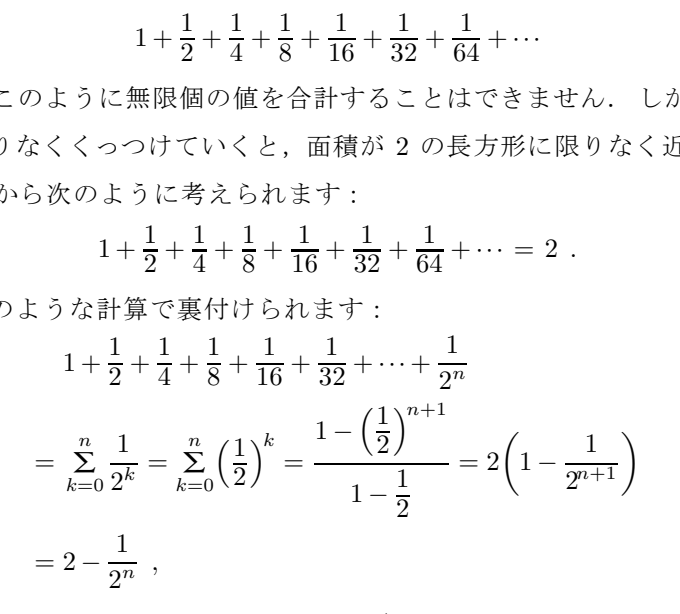 1 + 1/2 + 1/4 + 1/8 + 1/16 + 1/32 + 1/64 + ⋯
このように無限個の値を合計することはできません． しか
りなくくっつけていくと，面積が 2 の長方形に限りなく近
から次のように考えられます：
1 + 1/2 + 1/4 + 1/8 + 1/16 + 1/32 + 1/64 + ⋯ = 2 .
のような計算で裏付けられます：
1 + 1/2 + 1/4 + 1/8 + 1/16 + 1/32 + ⋯ + 1/2^n
= Σ_{k=0}^{n} 1/2^k = Σ_{k=0}^{n} (1/2)^k = (1 − (1/2)^{n+1})/(1 − 1/2) = 2(1 − 1/2^{n+1})
= 2 − 1/2^n ,